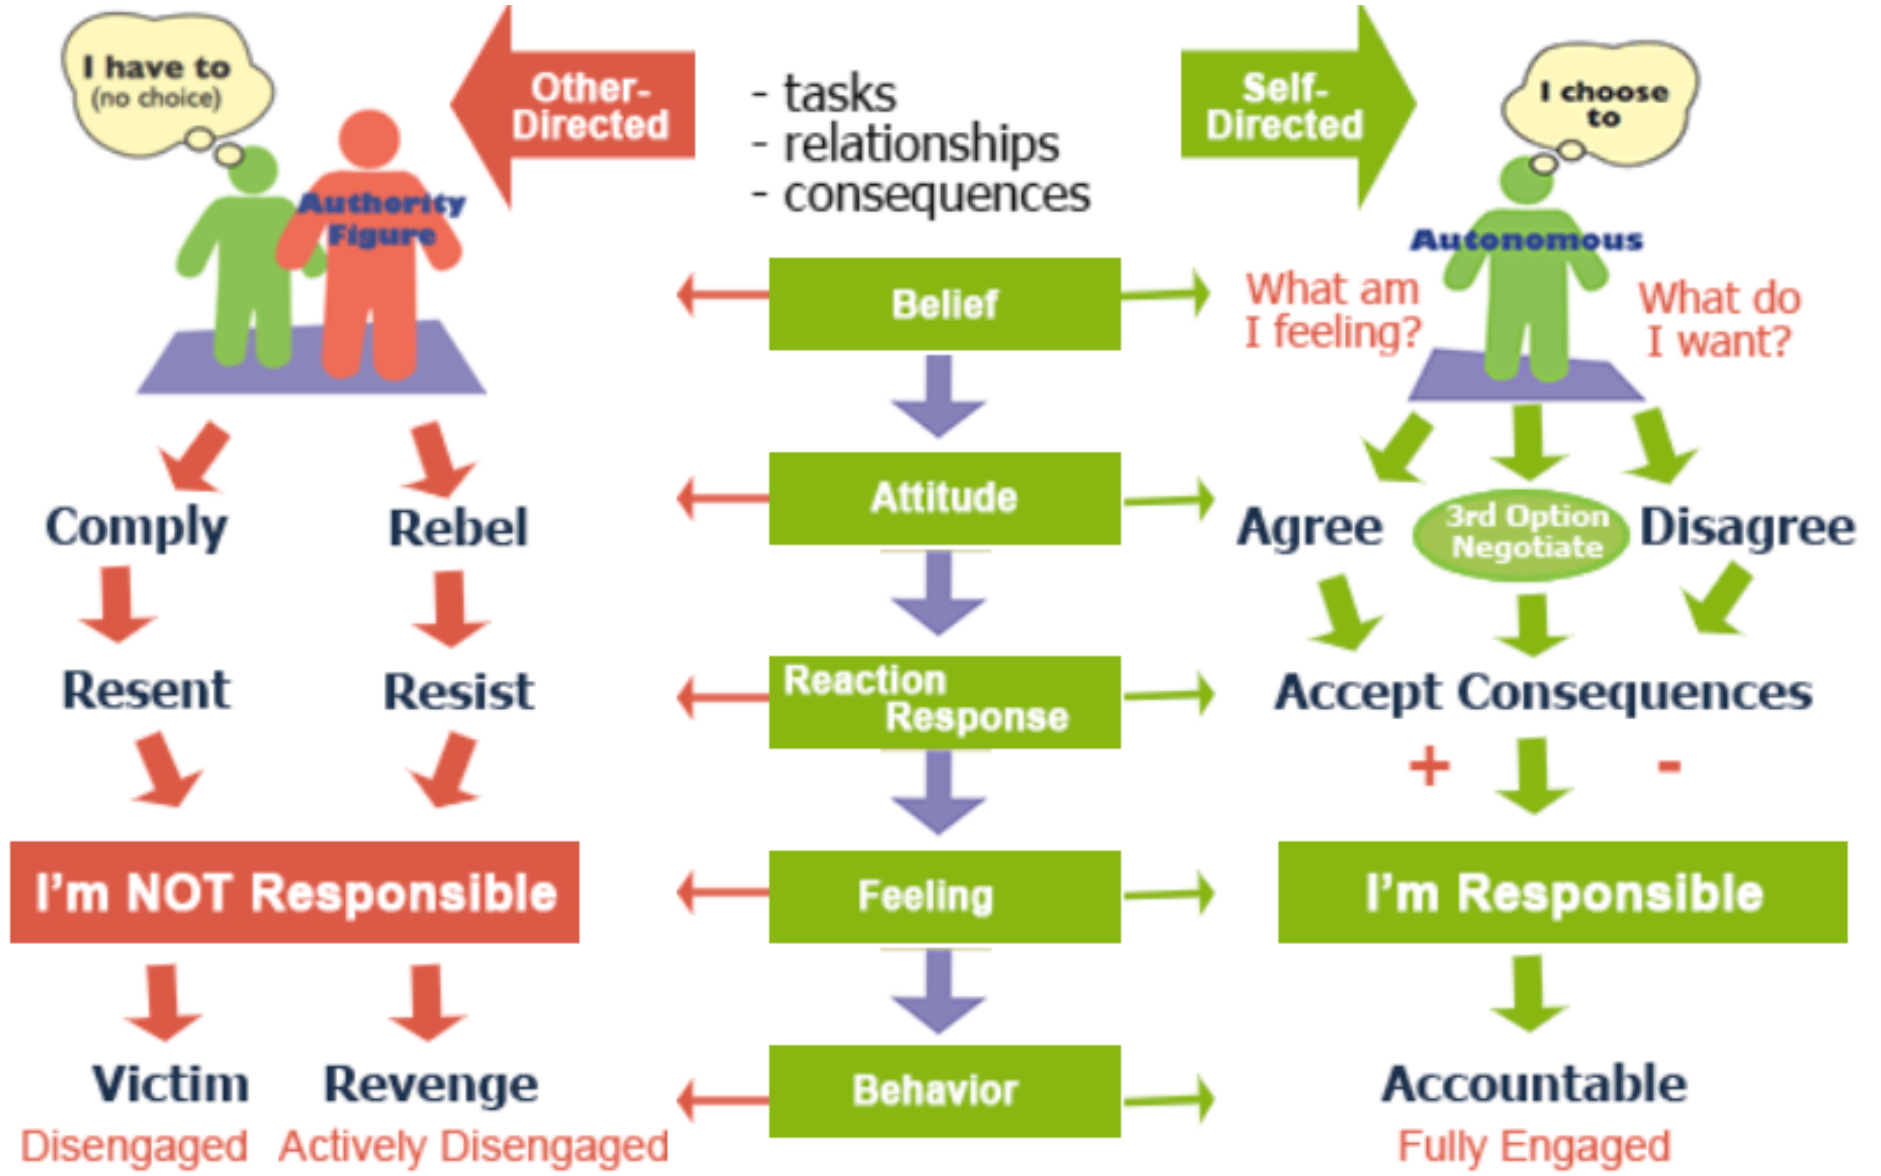 I have to
(no choice)
Other-
Directed
- tasks
- relationships
- consequences
Self-
Directed
I choose
to
Authority
Figure
Autonomous
What am
I feeling?
What do
I want?
Belief
Comply
Rebel
Attitude
Agree
3rd Option
Negotiate
Disagree
Resent
Resist
Reaction
Response
Accept Consequences
+ -
I'm NOT Responsible
Feeling
I'm Responsible
Victim
Revenge
Behavior
Accountable
Disengaged
Actively Disengaged
Fully Engaged